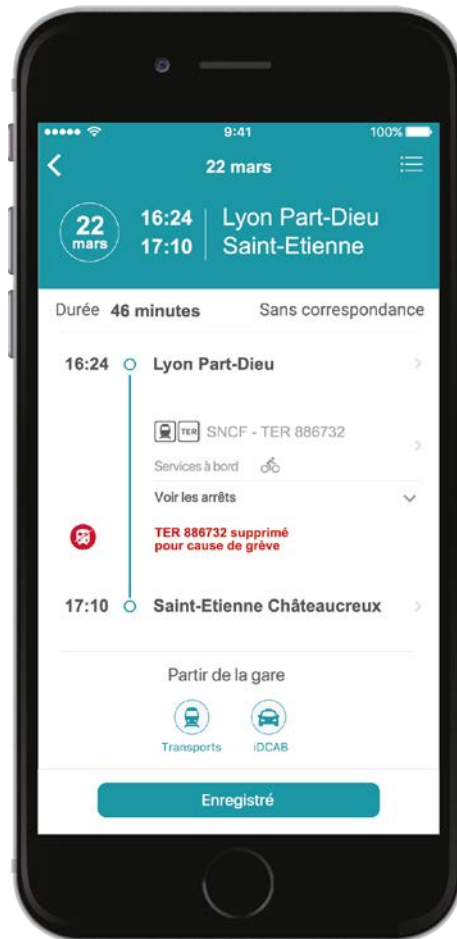 9:41
100%
22 mars
22
mars
16:24
Lyon Part-Dieu
17:10
Saint-Etienne
Durée 46 minutes
Sans correspondance
16:24
Lyon Part-Dieu
TER
SNCF - TER 886732
Services à bord
Voir les arrêts
TER 886732 supprimé
pour cause de grève
17:10
Saint-Etienne Châteaucreux
Partir de la gare
Transports
iDCAB
Enregistré